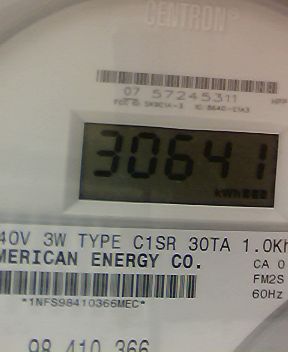 CENTRON®
07 57245311
30641
kWh
40V 3W TYPE C1SR 30TA 1.0Kh
MERICAN ENERGY CO.
CA 0
FM2S
60Hz
*1NFS98410366MEC*
98 410 366